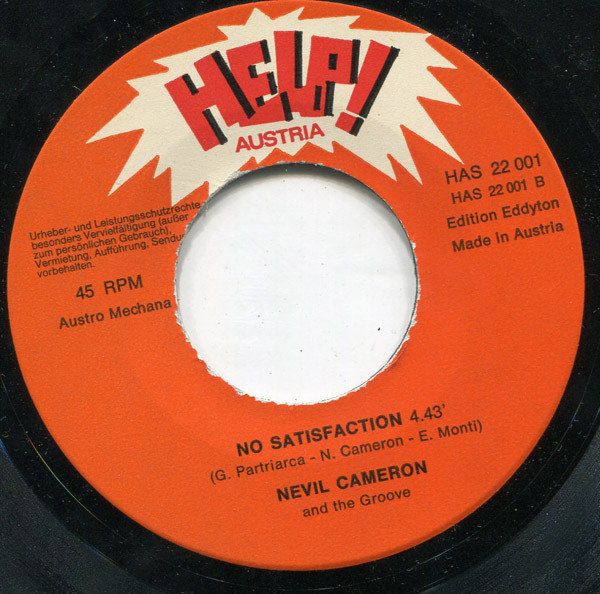 HELP!
AUSTRIA
HAS 22 001
HAS 22 001 B
Edition Eddyton
Made in Austria
Urheber- und Leistungsschutzrechte,
besonders Vervielfältigung (außer
zum persönlichen Gebrauch),
Vermietung, Aufführung, Sendu
vorbehalten.
45 RPM
Austro Mechana
NO SATISFACTION 4.43'
(G. Partriarca - N. Cameron - E. Monti)
NEVIL CAMERON
and the Groove